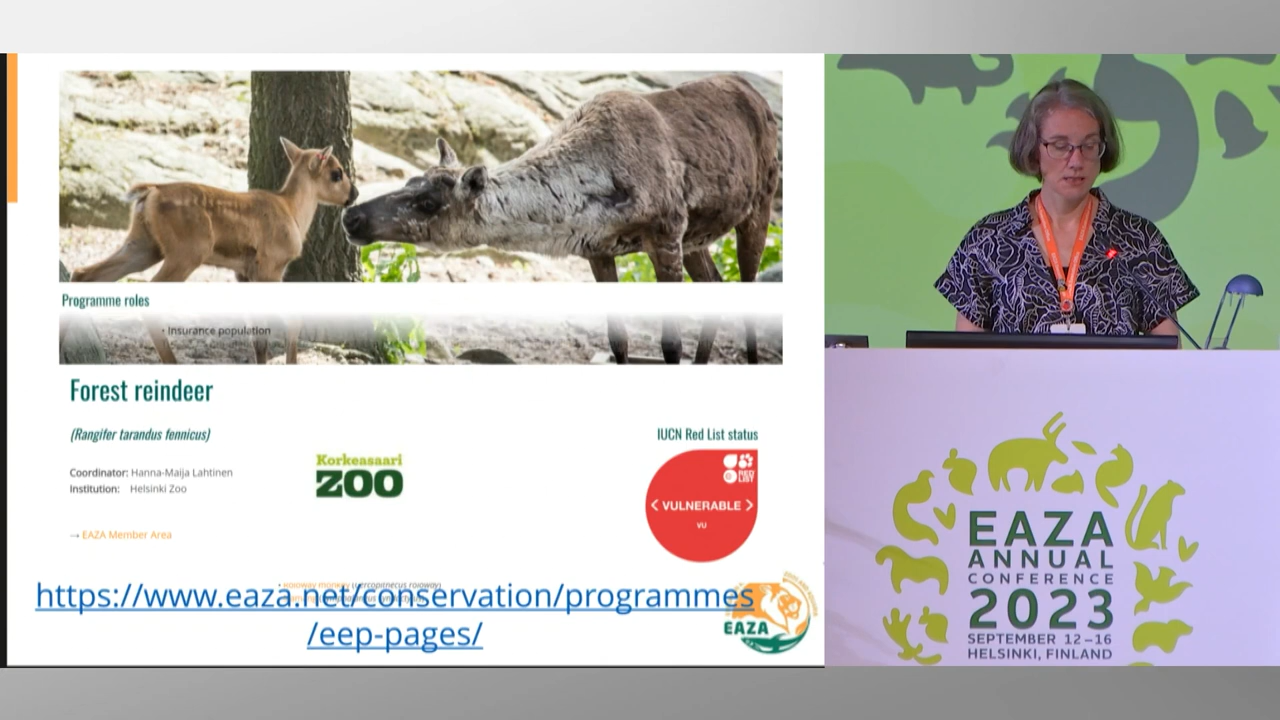 Programme roles
• Insurance population
Forest reindeer
(Rangifer tarandus fennicus)
IUCN Red List status
Coordinator: Hanna-Maija Lahtinen
Institution: Helsinki Zoo
Korkeasaari
ZOO
RED
LIST
< VULNERABLE >
VU
→ EAZA Member Area
https://www.eaza.net/conservation/programmes
/eep-pages/
EAZA
EAZA
ANNUAL
CONFERENCE
2023
SEPTEMBER 12–16
HELSINKI, FINLAND